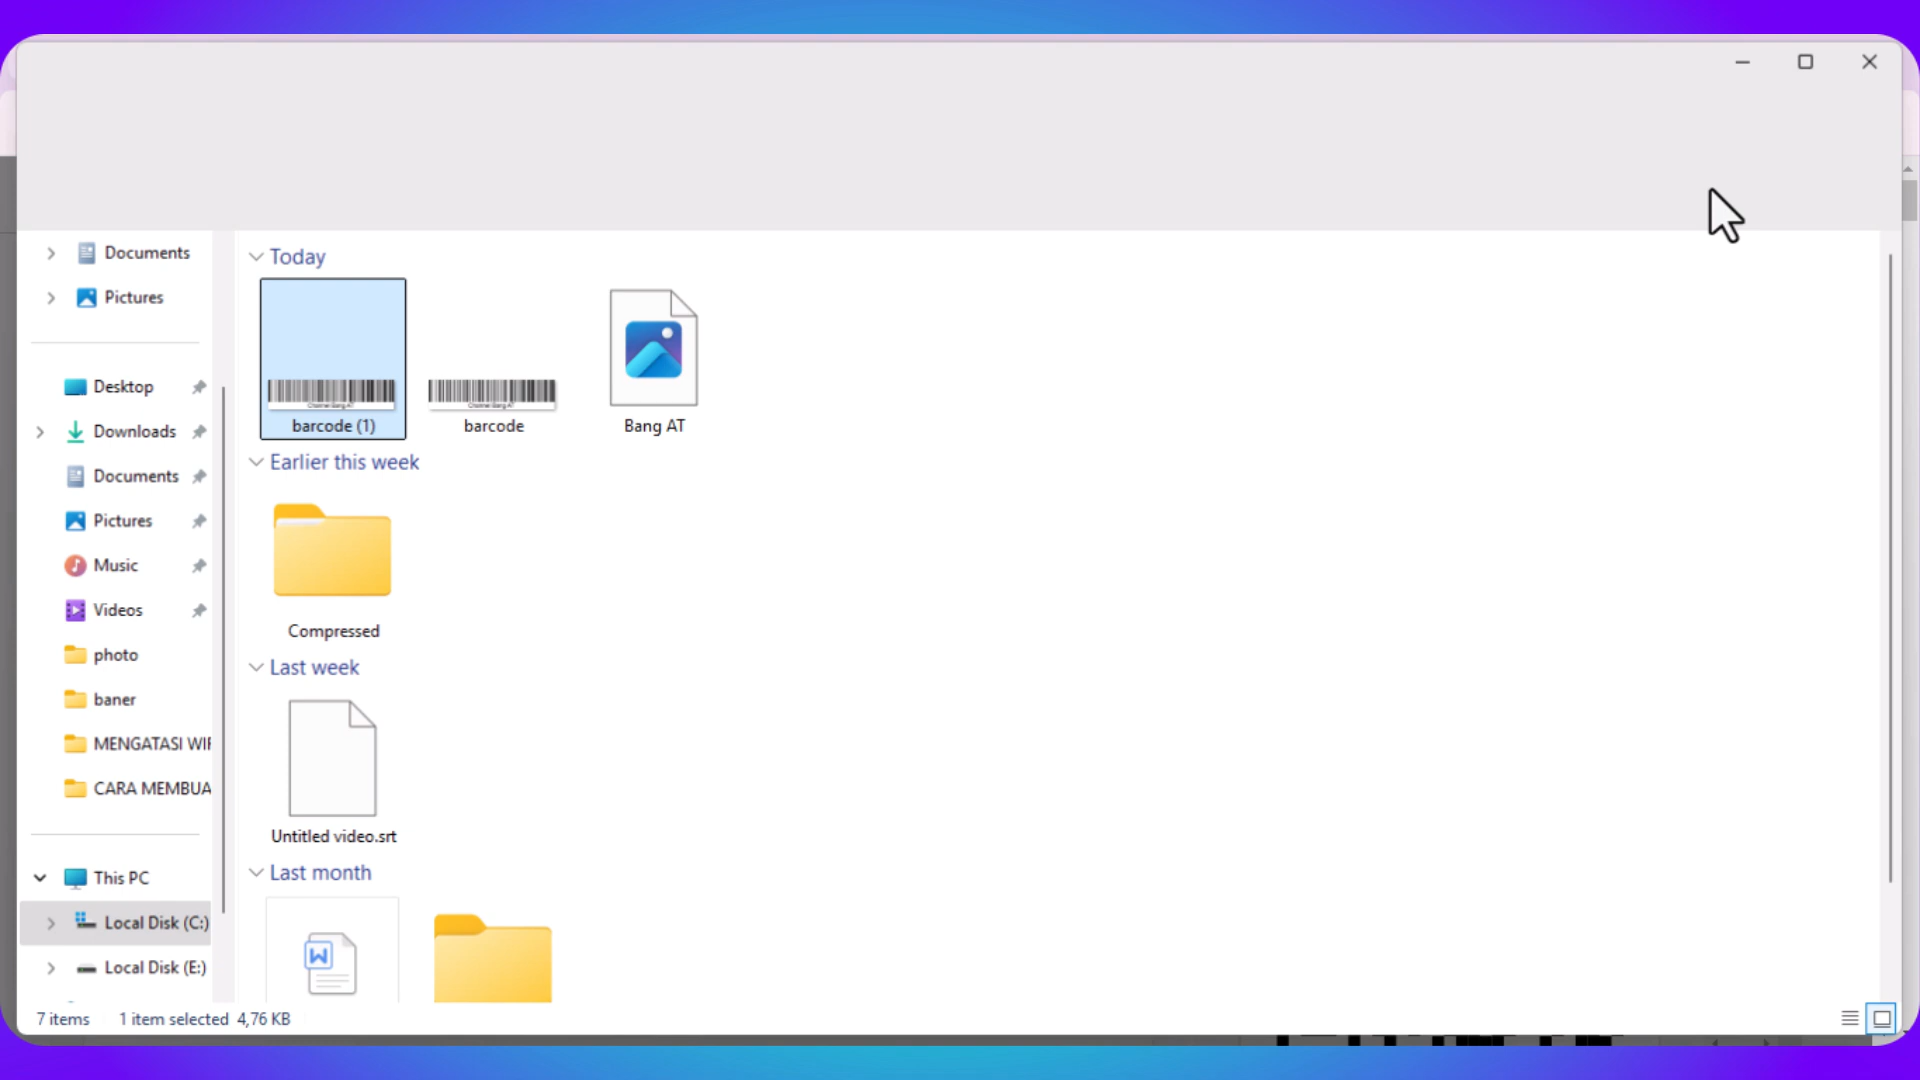 Documents
Pictures
Desktop
Downloads
Documents
Pictures
Music
Videos
photo
baner
MENGATASI WIF
CARA MEMBUA
This PC
Local Disk (C:)
Local Disk (E:)
Today
barcode (1)
barcode
Bang AT
Earlier this week
Compressed
Last week
Untitled video.srt
Last month
W
7 items 1 item selected 4,76 KB